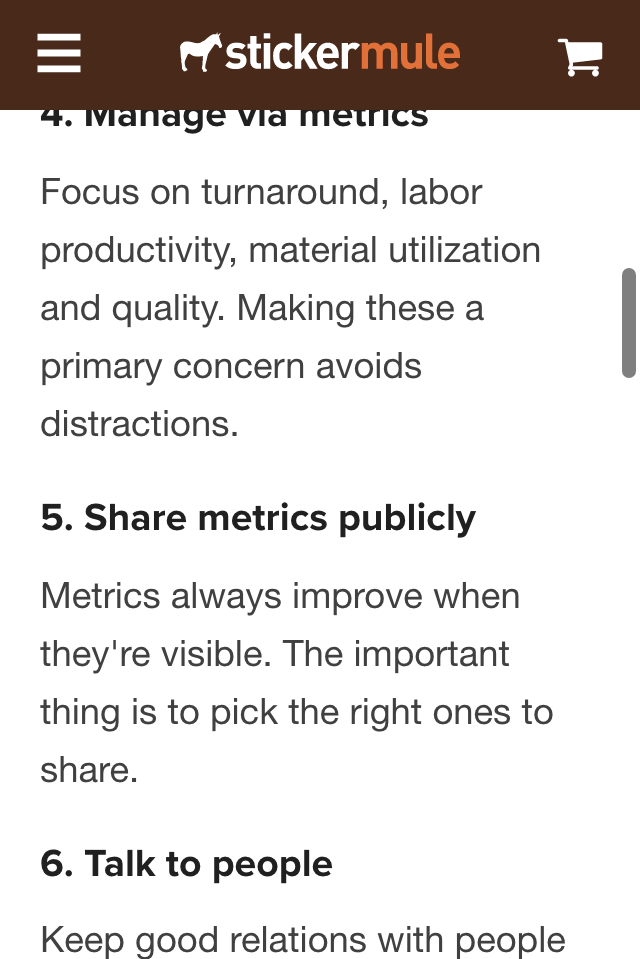 stickermule
4. Manage via metrics
Focus on turnaround, labor
productivity, material utilization
and quality. Making these a
primary concern avoids
distractions.
5. Share metrics publicly
Metrics always improve when
they're visible. The important
thing is to pick the right ones to
share.
6. Talk to people
Keep good relations with people